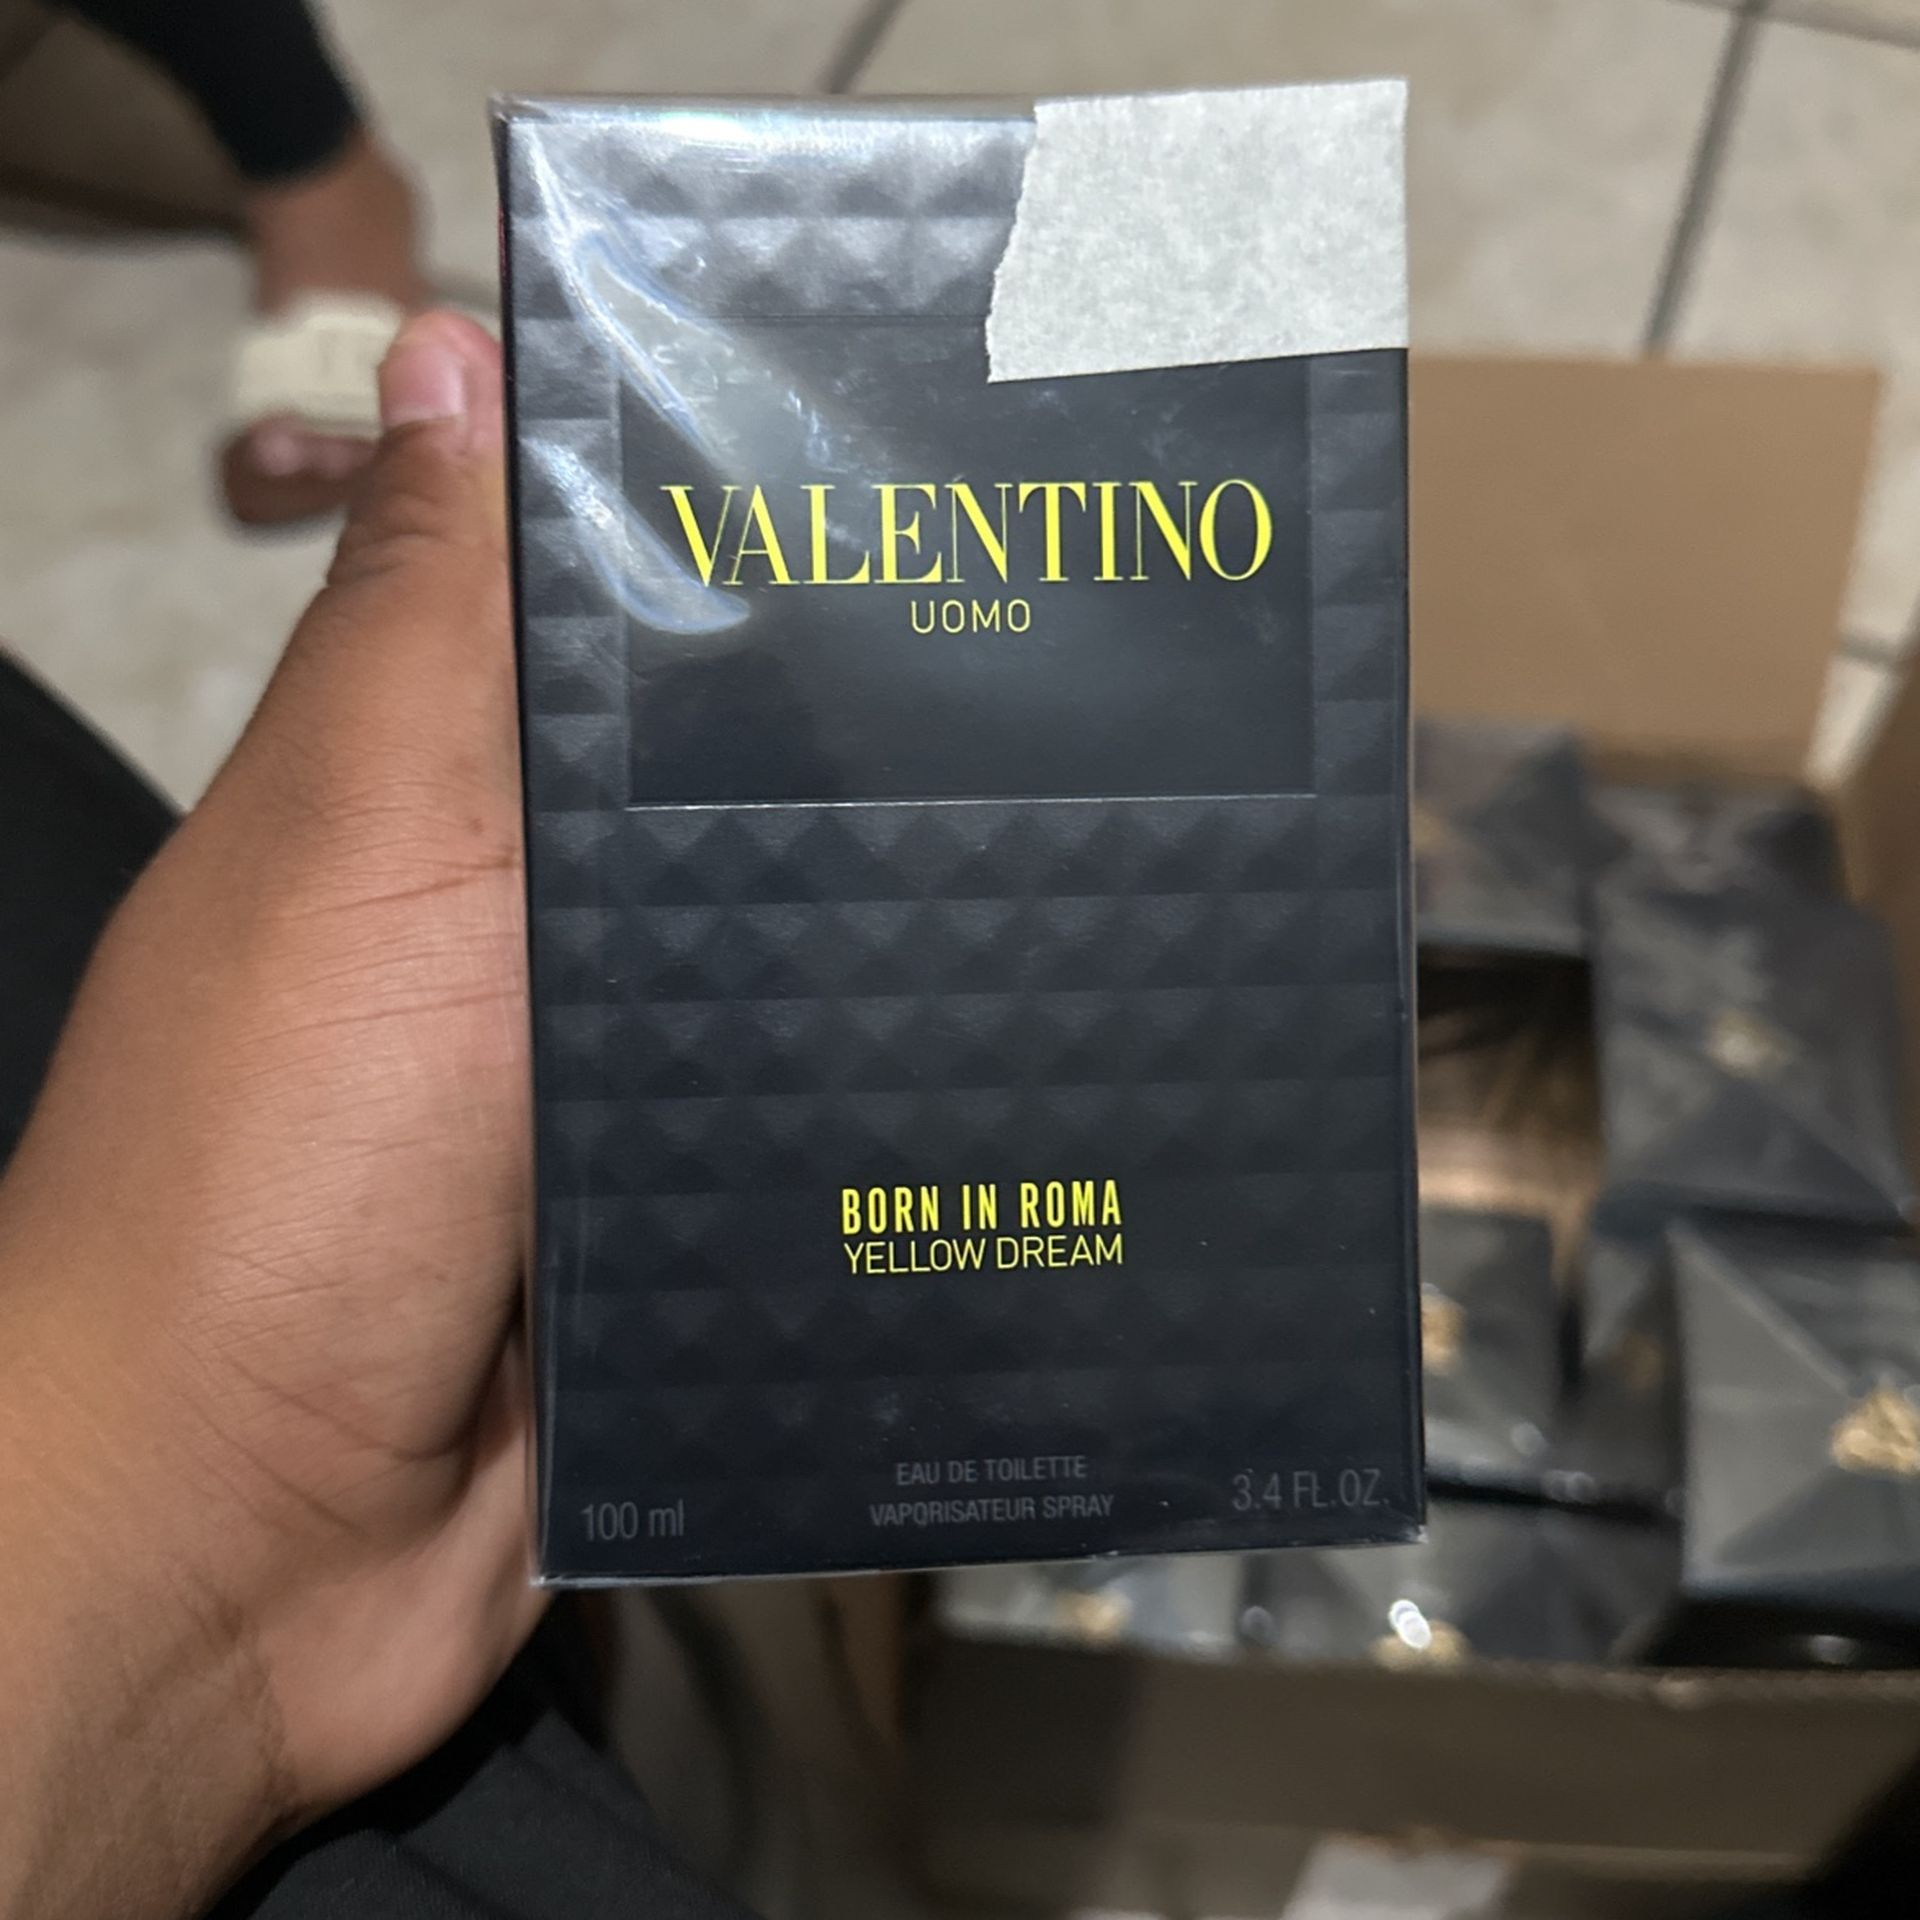 VALENTINO
UOMO
BORN IN ROMA
YELLOW DREAM
EAU DE TOILETTE
VAPORISATEUR SPRAY
100 ml
3.4 FL.OZ.